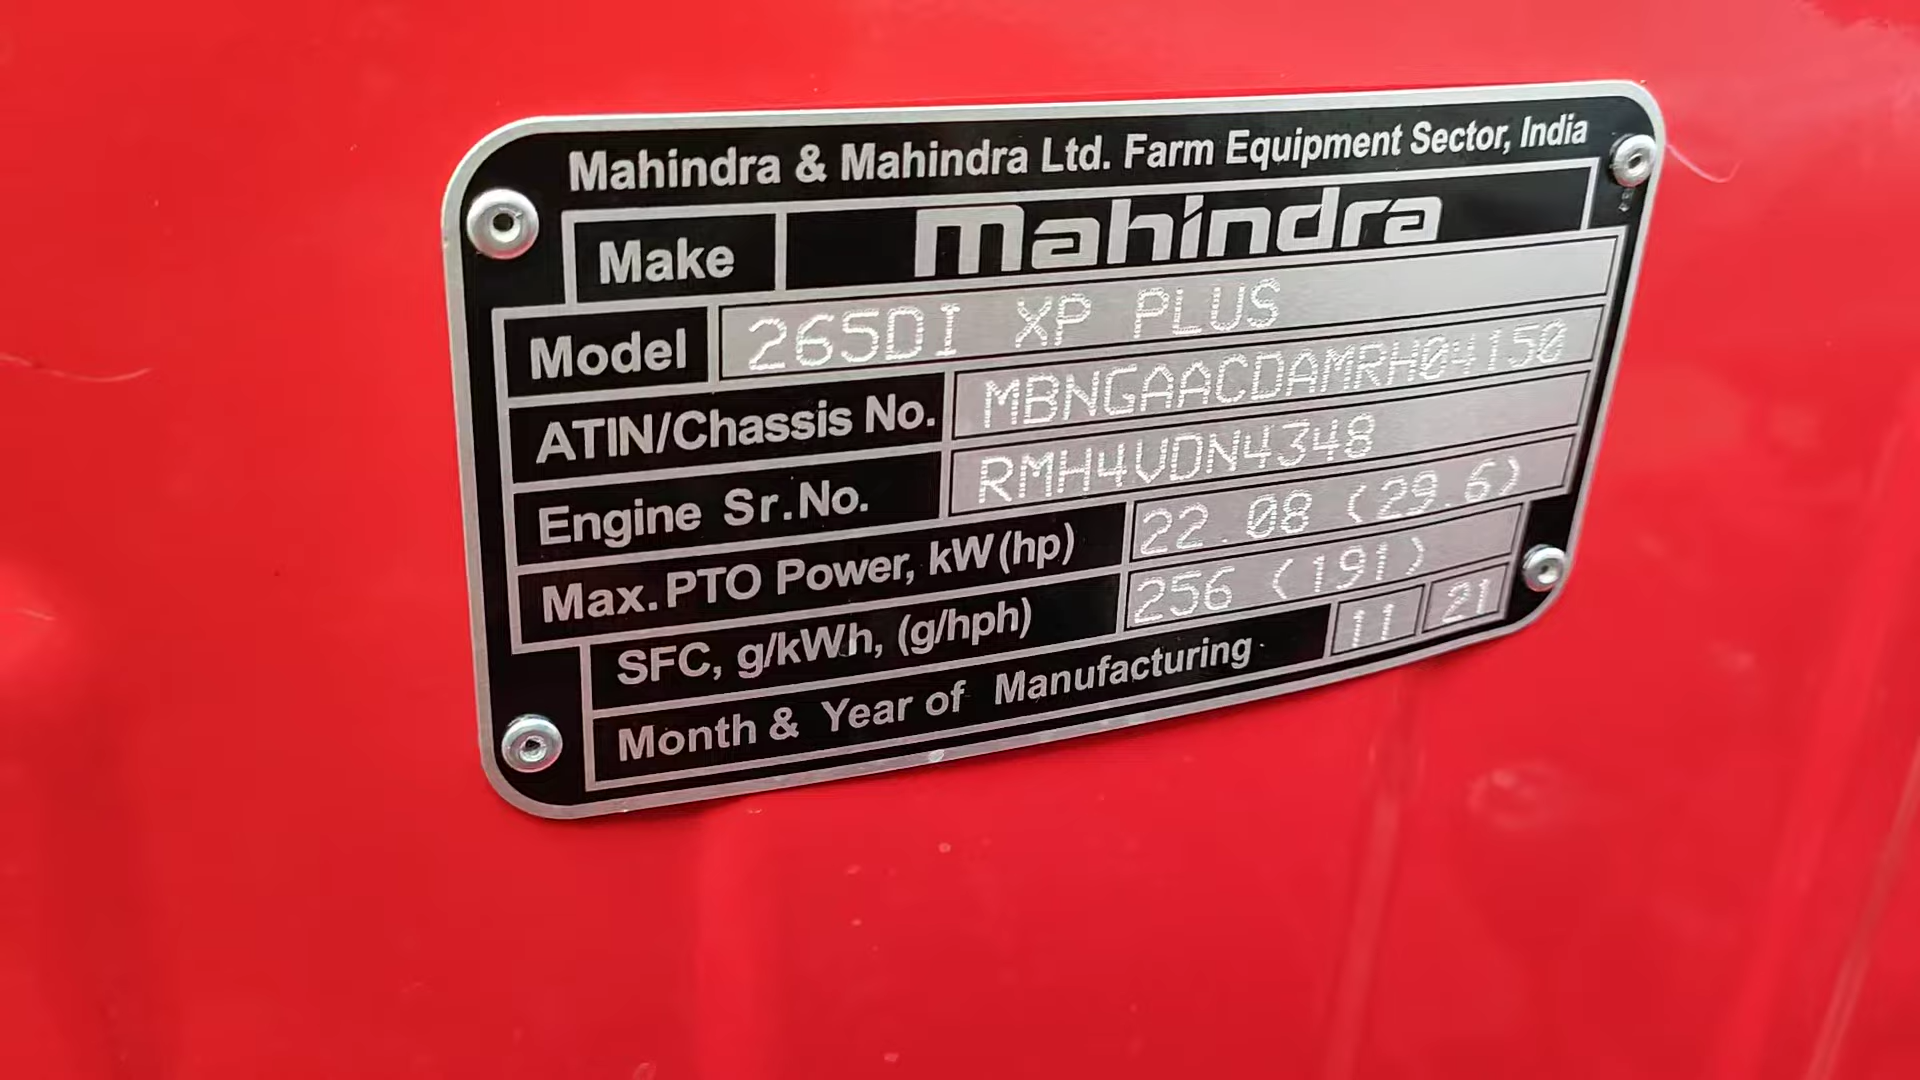 Mahindra & Mahindra Ltd. Farm Equipment Sector, India
Make mahindra
Model 265DI XP PLUS
ATIN/Chassis No. MBNGAACDAMRH04150
Engine Sr.No. RMH4VDN4348
Max. PTO Power, kW (hp) 22.08 (29.6)
SFC, g/kWh, (g/hph) 256 (191)
Month & Year of Manufacturing 11 21